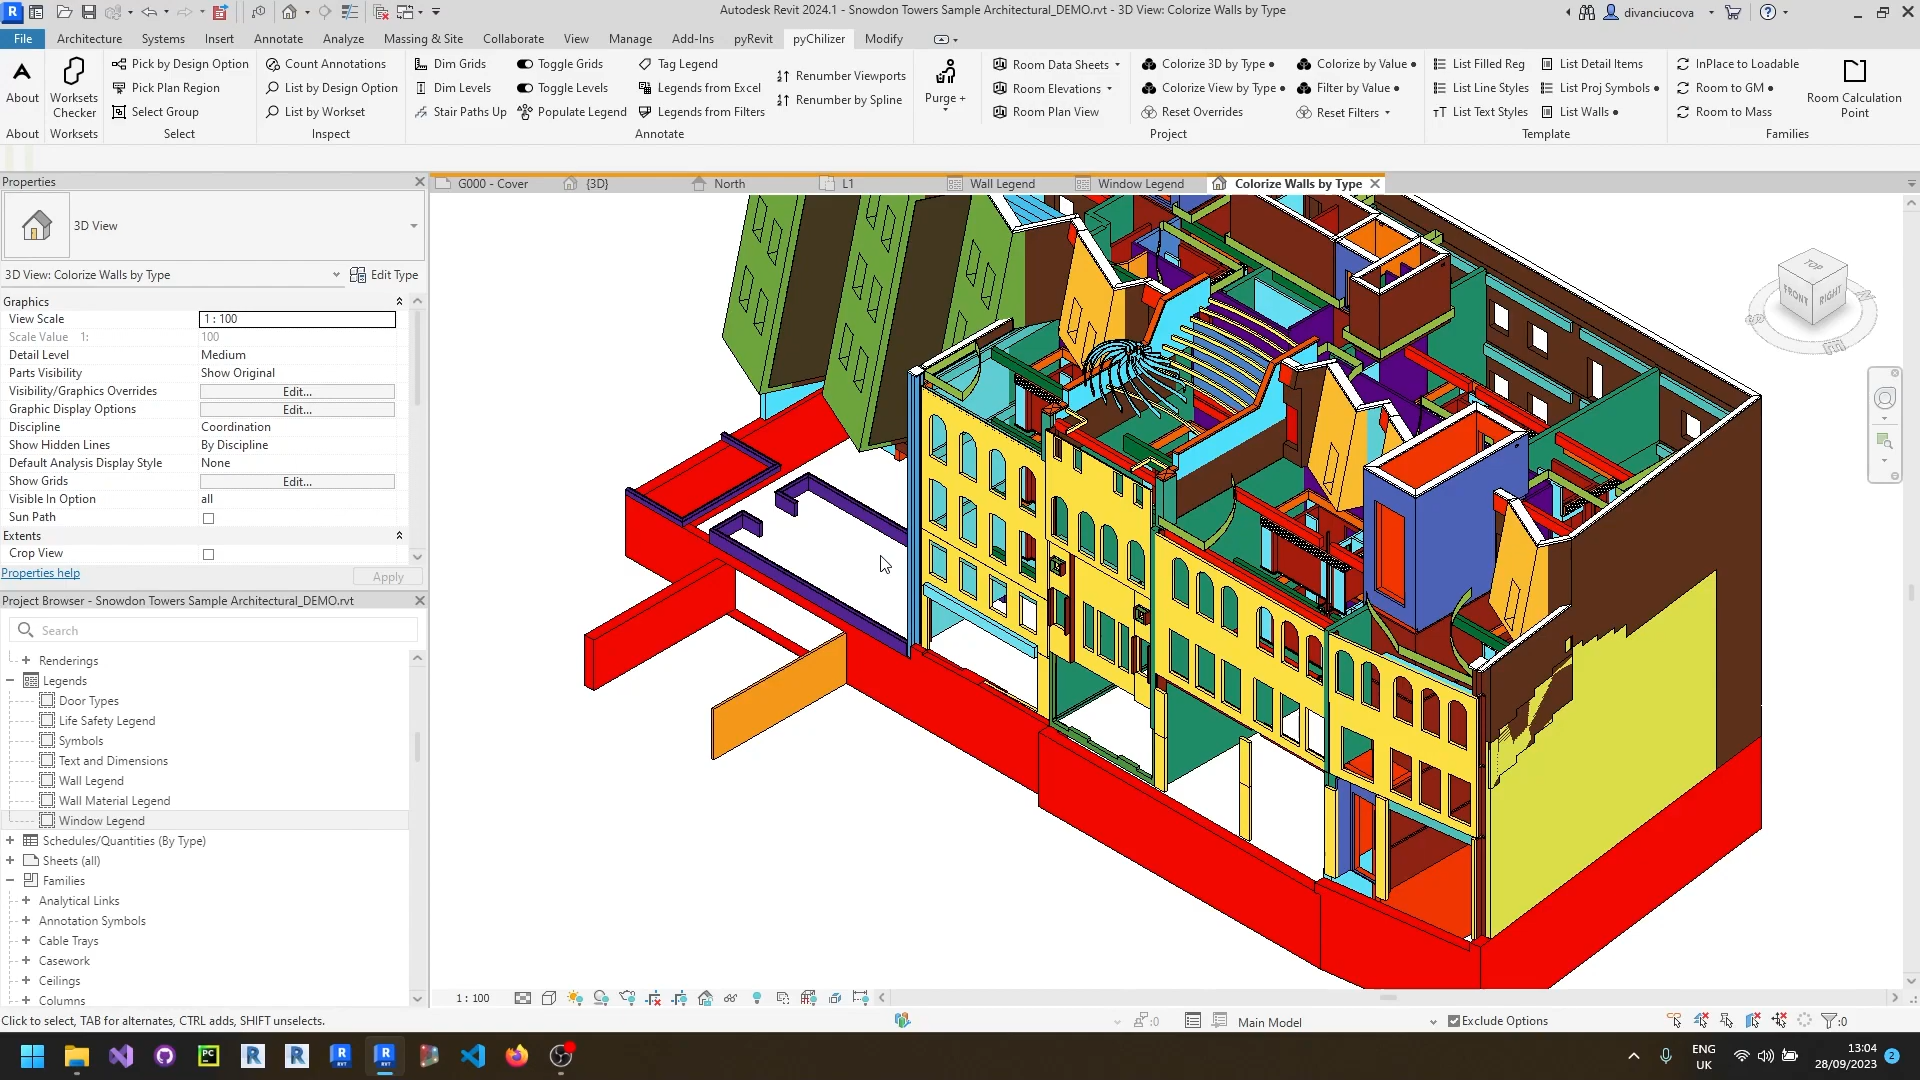 Autodesk Revit 2024.1 - Snowdon Towers Sample Architectural_DEMO.rvt - 3D View: Colorize Walls by Type
divanciucova
File Architecture Systems Insert Annotate Analyze Massing & Site Collaborate View Manage Add-Ins pyRevit pyChilizer Modify
Pick by Design Option Count Annotations Dim Grids Toggle Grids Tag Legend Room Data Sheets Colorize 3D by Type Colorize by Value List Filled Reg List Detail Items InPlace to Loadable
Renumber Viewports
About Worksets Checker Pick Plan Region List by Design Option Dim Levels Toggle Levels Legends from Excel Purge + Room Elevations Colorize View by Type Filter by Value List Line Styles List Proj Symbols Room to GM Room Calculation Point
Renumber by Spline
Select Group List by Workset Stair Paths Up Populate Legend Legends from Filters Room Plan View Reset Overrides Reset Filters List Text Styles List Walls Room to Mass
About Worksets Select Inspect Annotate Project Template Families
Properties
G000 - Cover {3D} North L1 Wall Legend Window Legend Colorize Walls by Type
3D View
3D View: Colorize Walls by Type Edit Type
Graphics
View Scale 1 : 100
Scale Value 1: 100
Detail Level Medium
Parts Visibility Show Original
Visibility/Graphics Overrides Edit...
Graphic Display Options Edit...
Discipline Coordination
Show Hidden Lines By Discipline
Default Analysis Display Style None
Show Grids Edit...
Visible In Option all
Sun Path
Extents
Crop View
Properties help Apply
TOP
FRONT
RIGHT
Project Browser - Snowdon Towers Sample Architectural_DEMO.rvt
Search
Renderings
Legends
Door Types
Life Safety Legend
Symbols
Text and Dimensions
Wall Legend
Wall Material Legend
Window Legend
Schedules/Quantities (By Type)
Sheets (all)
Families
Analytical Links
Annotation Symbols
Cable Trays
Casework
Ceilings
Columns
1 : 100
Click to select, TAB for alternates, CTRL adds, SHIFT unselects.
:0
Main Model
Exclude Options
:0
ENG
UK
13:04
28/09/2023
2